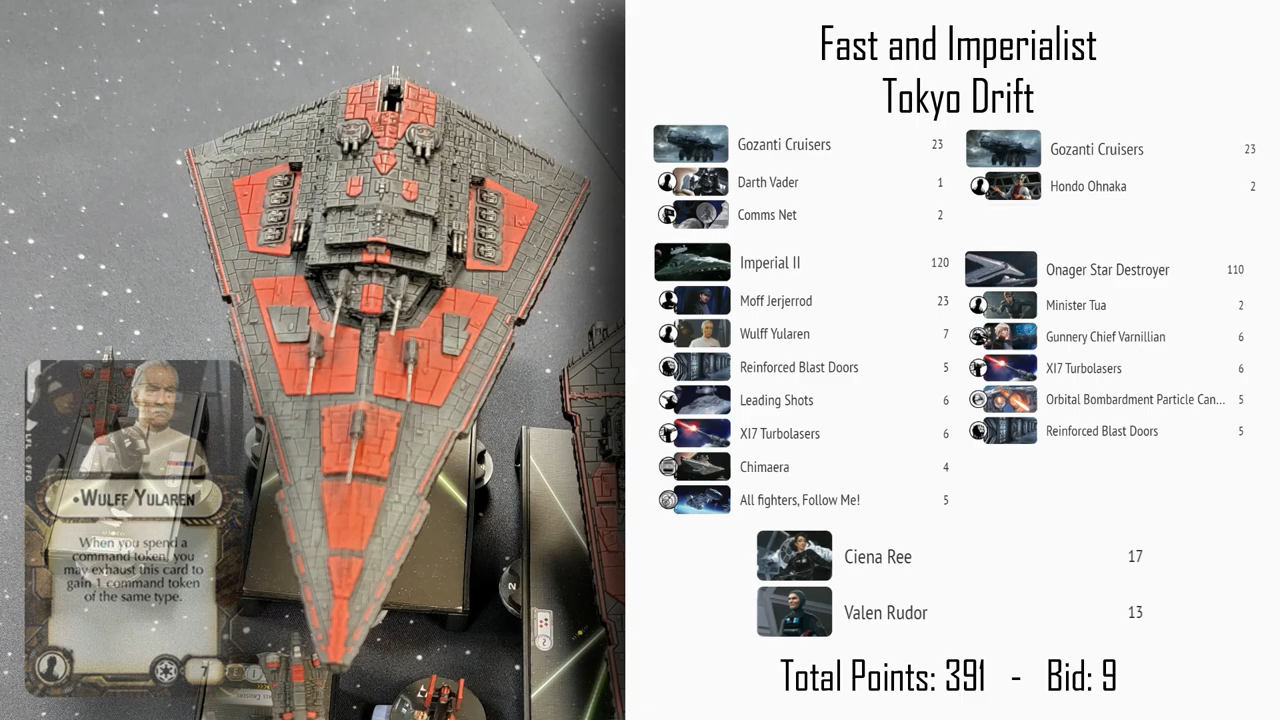 Fast and Imperialist
Tokyo Drift
Gozanti Cruisers 23
Darth Vader 1
Comms Net 2
Gozanti Cruisers 23
Hondo Ohnaka 2
Imperial II 120
Moff Jerjerrod 23
Wulff Yularen 7
Reinforced Blast Doors 5
Leading Shots 6
XI7 Turbolasers 6
Chimaera 4
All fighters, Follow Me! 5
Onager Star Destroyer 110
Minister Tua 2
Gunnery Chief Varnillian 6
XI7 Turbolasers 6
Orbital Bombardment Particle Can... 5
Reinforced Blast Doors 5
Ciena Ree 17
Valen Rudor 13
Total Points: 391 - Bid: 9
•Wulff Yularen
When you spend a
command token, you
may exhaust this card to
gain 1 command token
of the same type.
7